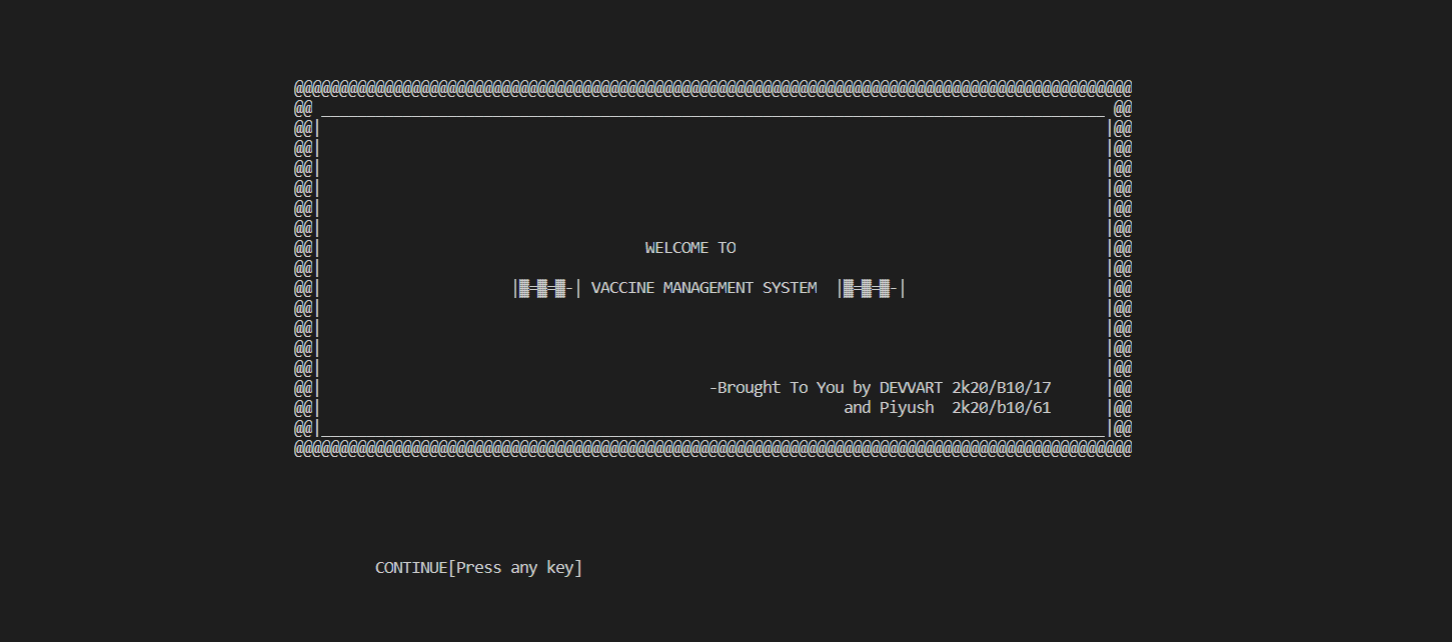 WELCOME TO
|▓=▓=▓-| VACCINE MANAGEMENT SYSTEM |▓=▓=▓-|
-Brought To You by DEVVART 2k20/B10/17
and Piyush 2k20/b10/61
CONTINUE[Press any key]